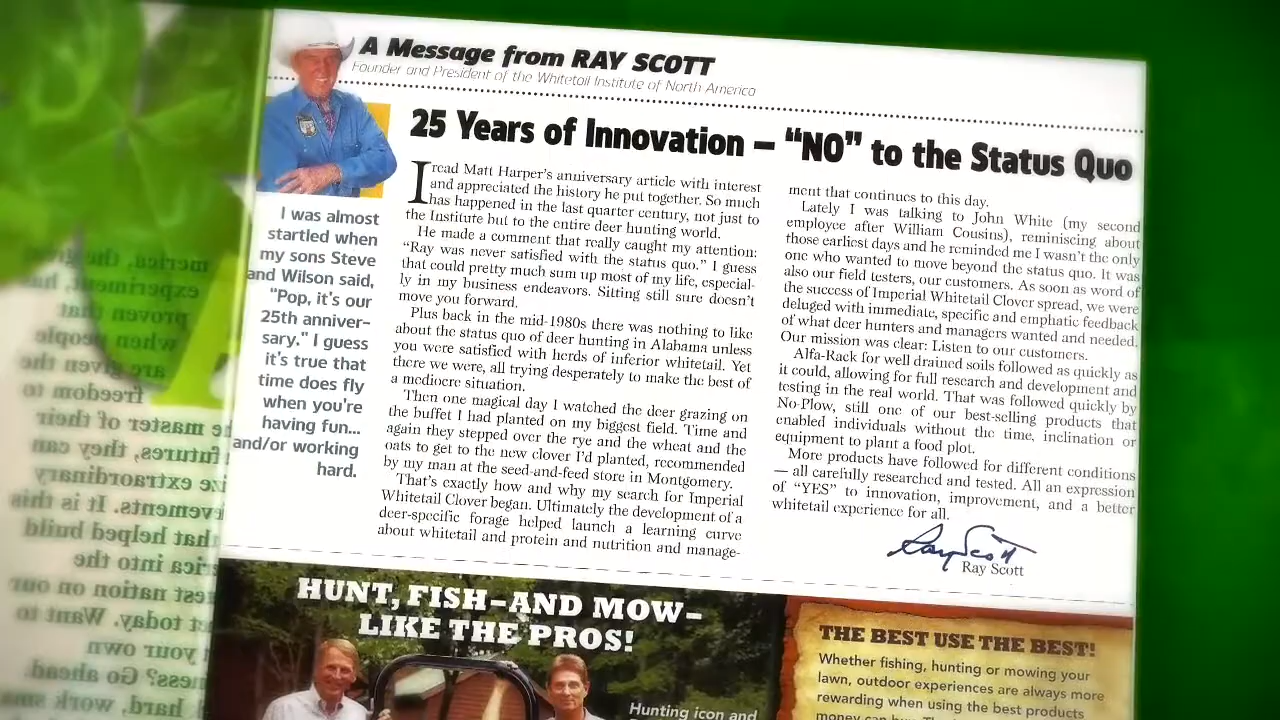 A Message from RAY SCOTT
Founder and President of the Whitetail Institute of North America
25 Years of Innovation – “NO” to the Status Quo
I was almost
startled when
my sons Steve
and Wilson said,
"Pop, it's our
25th anniver-
sary." I guess
it's true that
time does fly
when you're
having fun...
and/or working
hard.
I read Matt Harper's anniversary article with interest
and appreciated the history he put together. So much
has happened in the last quarter century, not just to
the Institute but to the entire deer hunting world.
He made a comment that really caught my attention:
“Ray was never satisfied with the status quo.” I guess
that could pretty much sum up most of my life, especial-
ly in my business endeavors. Sitting still sure doesn't
move you forward.
Plus back in the mid-1980s there was nothing to like
about the status quo of deer hunting in Alabama unless
you were satisfied with herds of inferior whitetail. Yet
there we were, all trying desperately to make the best of
a mediocre situation.
Then one magical day I watched the deer grazing on
the buffet I had planted on my biggest field. Time and
again they stepped over the rye and the wheat and the
oats to get to the new clover I'd planted, recommended
by my man at the seed-and-feed store in Montgomery.
That's exactly how and why my search for Imperial
Whitetail Clover began. Ultimately the development of a
deer-specific forage helped launch a learning curve
about whitetail and protein and nutrition and manage-
ment that continues to this day.
Lately I was talking to John White (my second
employee after William Cousins), reminiscing about
those earliest days and he reminded me I wasn't the only
one who wanted to move beyond the status quo. It was
also our field testers, our customers. As soon as word of
the success of Imperial Whitetail Clover spread, we were
deluged with immediate, specific and emphatic feedback
of what deer hunters and managers wanted and needed.
Our mission was clear: Listen to our customers.
Alfa-Rack for well drained soils followed as quickly as
it could, allowing for full research and development and
testing in the real world. That was followed quickly by
No-Plow, still one of our best-selling products that
enabled individuals without the time, inclination or
equipment to plant a food plot.
More products have followed for different conditions
— all carefully researched and tested. All an expression
of “YES” to innovation, improvement, and a better
whitetail experience for all.
Ray Scott
Ray Scott
HUNT, FISH–AND MOW–
LIKE THE PROS!
Hunting icon and
THE BEST USE THE BEST!
Whether fishing, hunting or mowing your
lawn, outdoor experiences are always more
rewarding when using the best products
money can